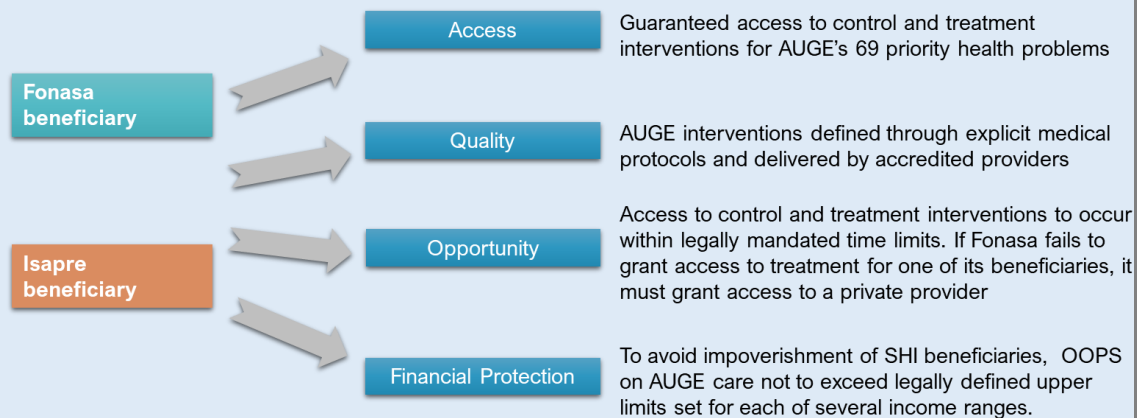 Fonasa
beneficiary
Isapre
beneficiary
Access
Guaranteed access to control and treatment
interventions for AUGE's 69 priority health problems
Quality
AUGE interventions defined through explicit medical
protocols and delivered by accredited providers
Opportunity
Access to control and treatment interventions to occur
within legally mandated time limits. If Fonasa fails to
grant access to treatment for one of its beneficiaries, it
must grant access to a private provider
Financial Protection
To avoid impoverishment of SHI beneficiaries, OOPS
on AUGE care not to exceed legally defined upper
limits set for each of several income ranges.